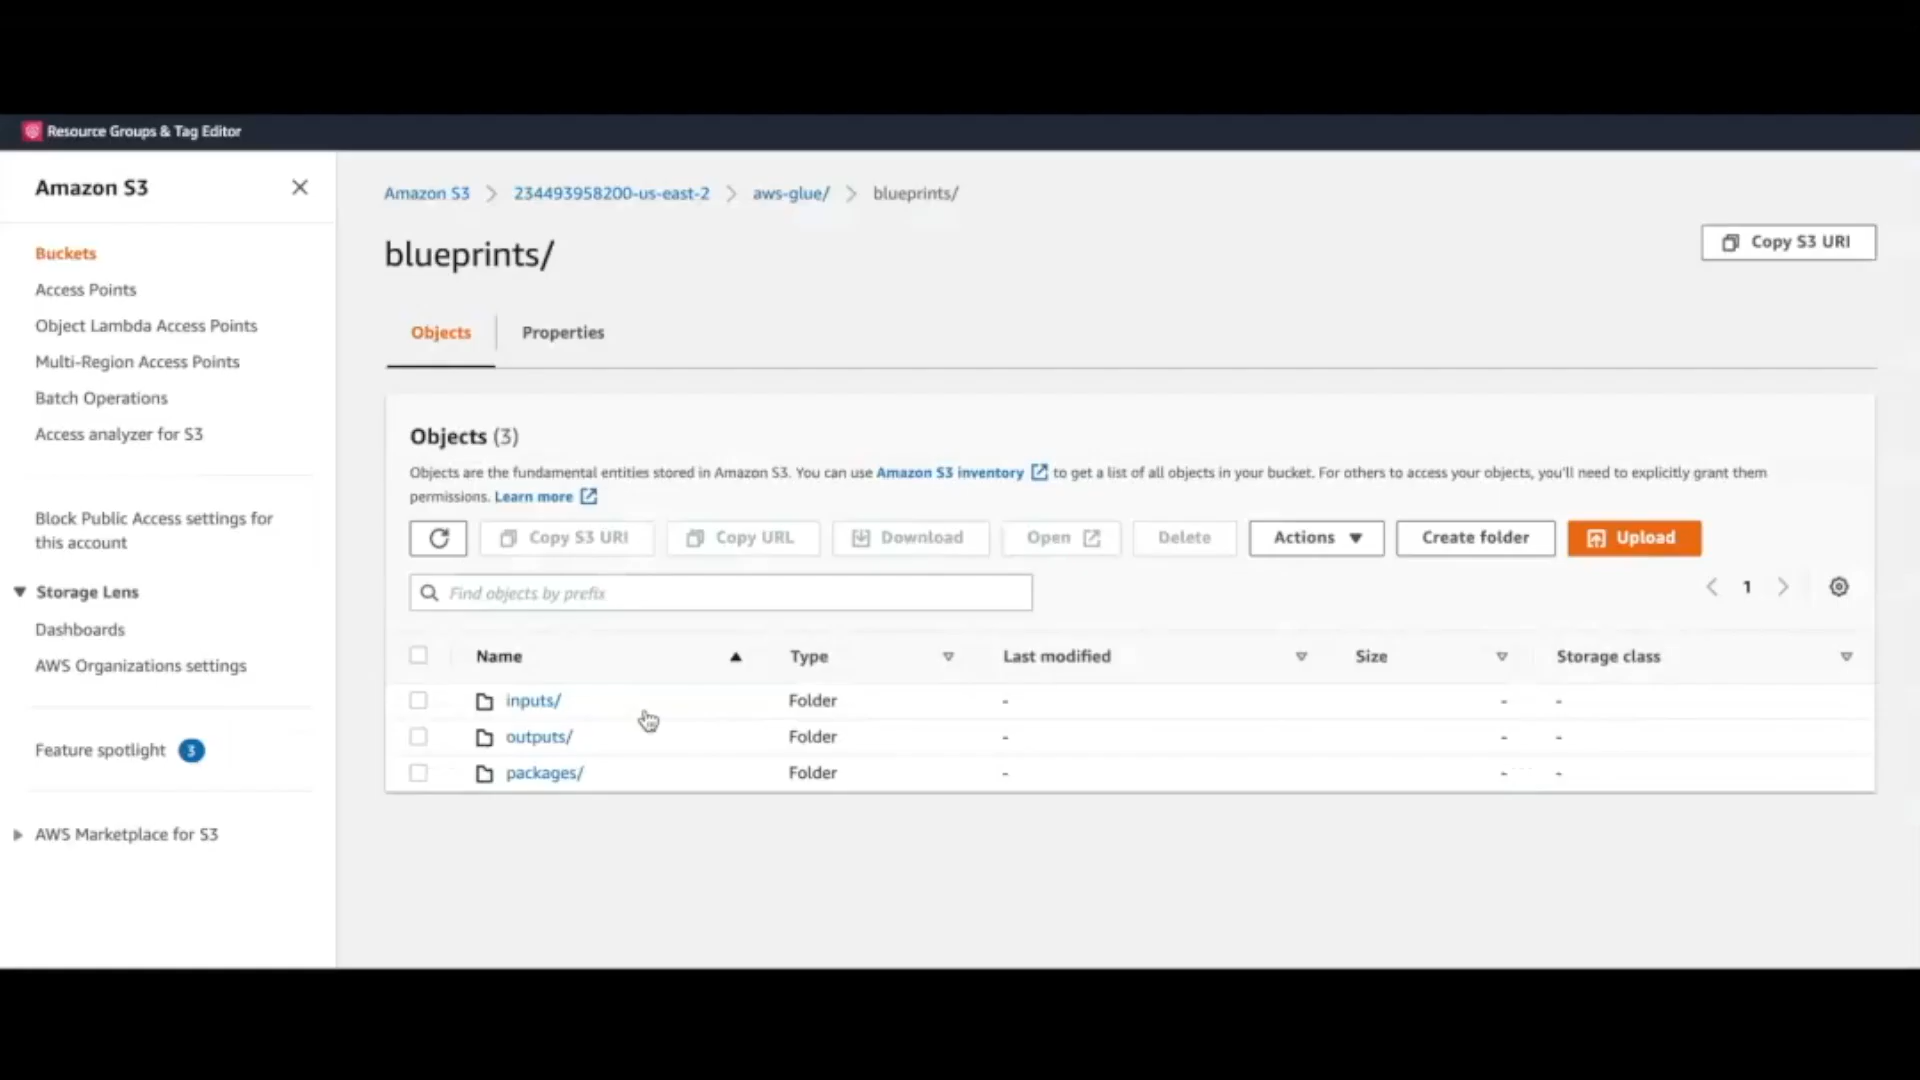 Resource Groups & Tag Editor
Amazon S3
Buckets
Access Points
Object Lambda Access Points
Multi-Region Access Points
Batch Operations
Access analyzer for S3
Block Public Access settings for
this account
Storage Lens
Dashboards
AWS Organizations settings
Feature spotlight 3
AWS Marketplace for S3
Amazon S3 > 234493958200-us-east-2 > aws-glue/ > blueprints/
blueprints/
Copy S3 URI
Objects Properties
Objects (3)
Objects are the fundamental entities stored in Amazon S3. You can use Amazon S3 inventory to get a list of all objects in your bucket. For others to access your objects, you'll need to explicitly grant them
permissions. Learn more
Copy S3 URI Copy URL Download Open Delete Actions Create folder Upload
Find objects by prefix
< 1 >
Name Type Last modified Size Storage class
inputs/ Folder - - -
outputs/ Folder - - -
packages/ Folder - - -